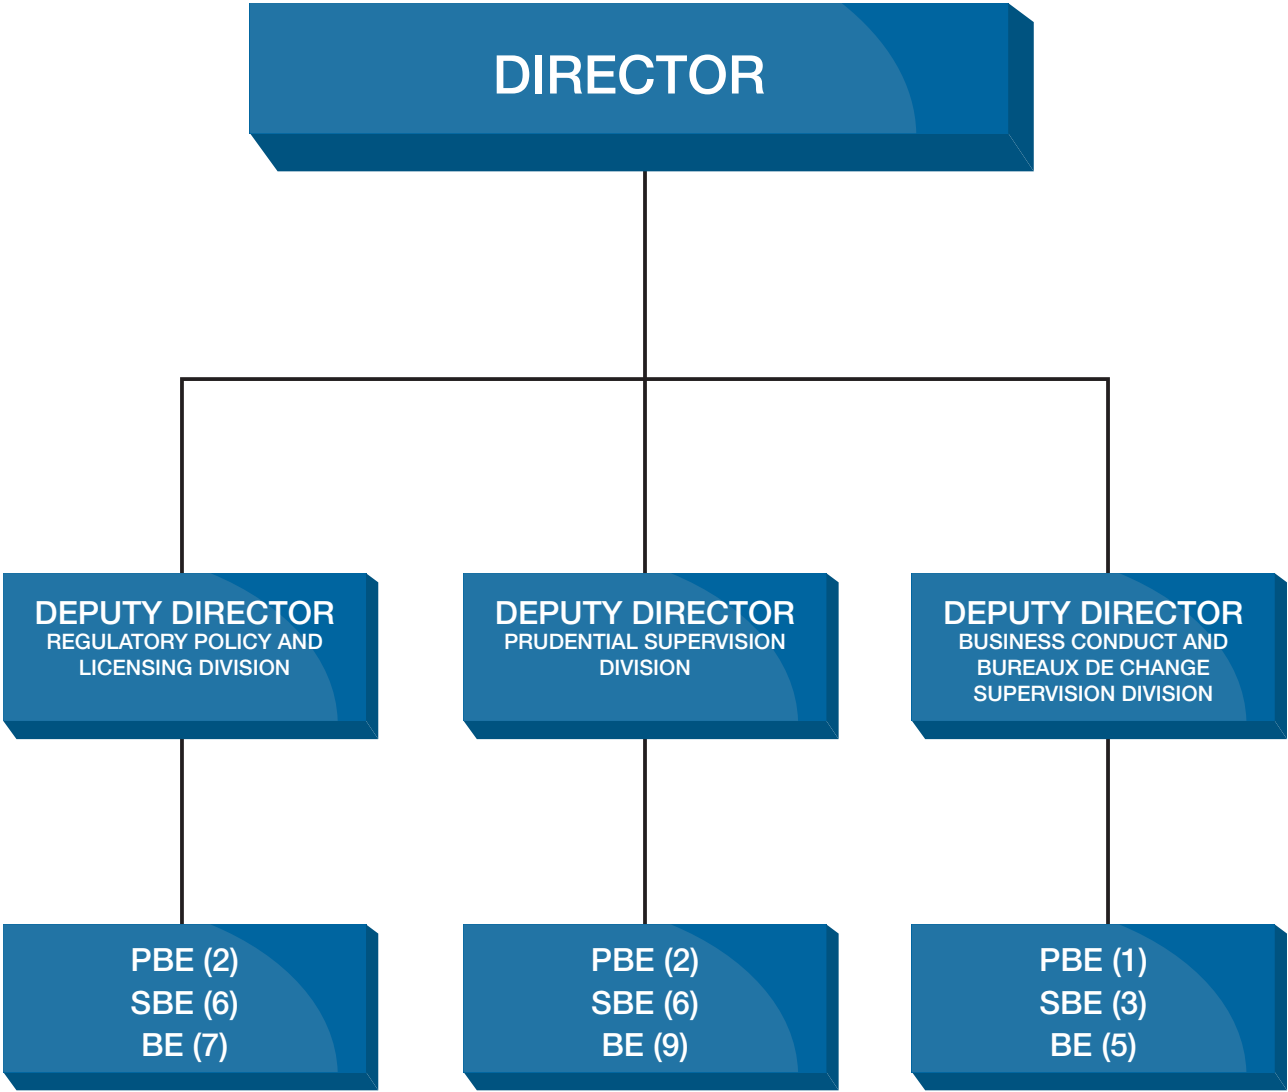 DIRECTOR
DEPUTY DIRECTOR
REGULATORY POLICY AND
LICENSING DIVISION
DEPUTY DIRECTOR
PRUDENTIAL SUPERVISION
DIVISION
DEPUTY DIRECTOR
BUSINESS CONDUCT AND
BUREAUX DE CHANGE
SUPERVISION DIVISION
PBE (2)
SBE (6)
BE (7)
PBE (2)
SBE (6)
BE (9)
PBE (1)
SBE (3)
BE (5)